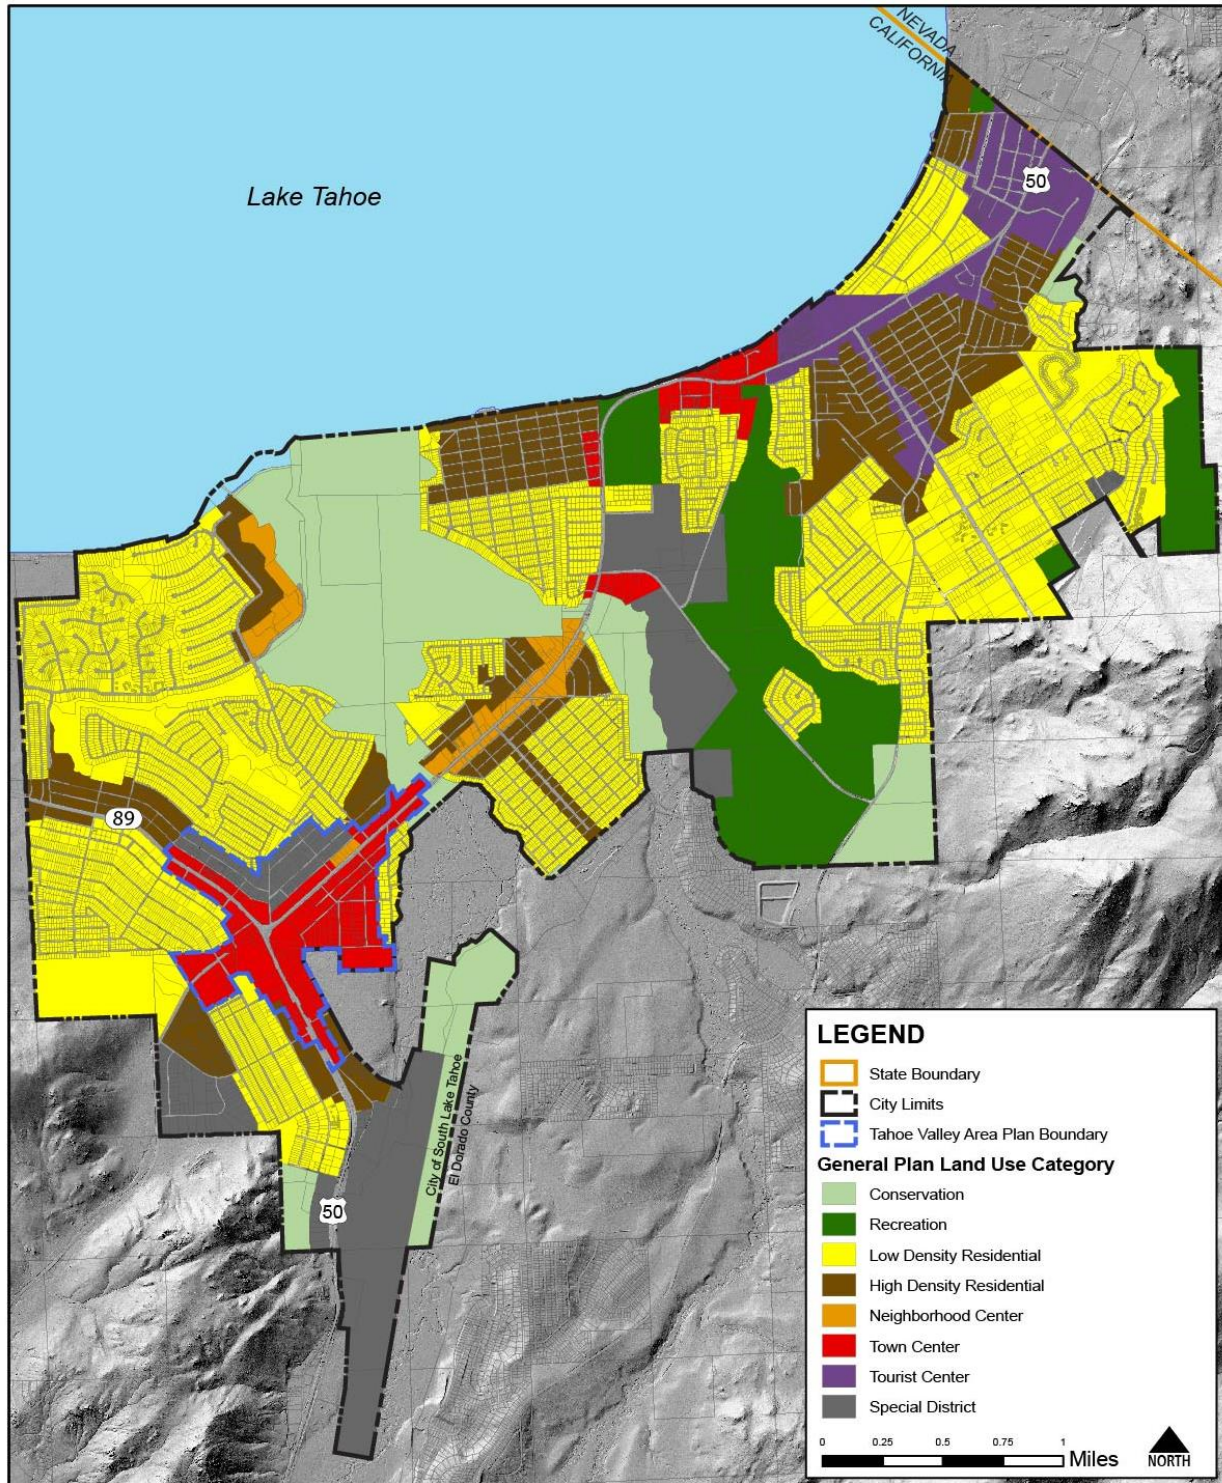 NEVADA
CALIFORNIA
Lake Tahoe
50
89
City of South Lake Tahoe
El Dorado County
50
LEGEND
State Boundary
City Limits
Tahoe Valley Area Plan Boundary
General Plan Land Use Category
Conservation
Recreation
Low Density Residential
High Density Residential
Neighborhood Center
Town Center
Tourist Center
Special District
0 0.25 0.5 0.75 1
Miles
NORTH